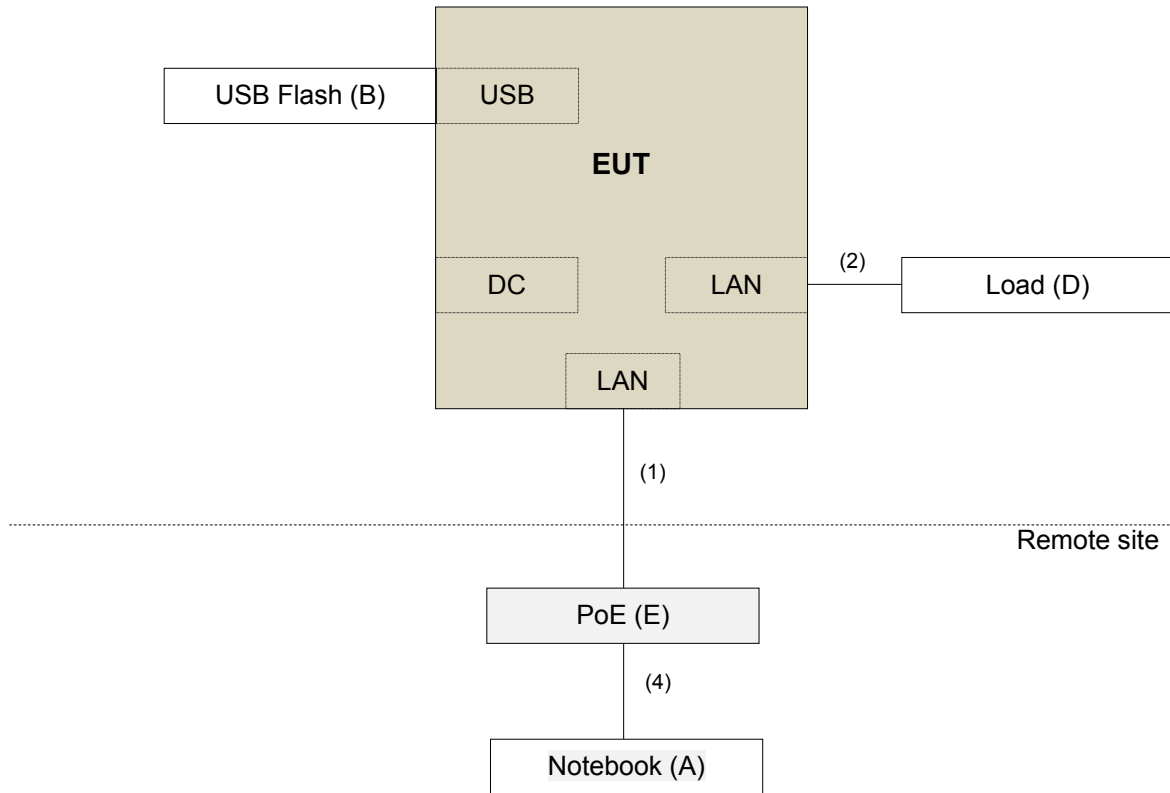 USB Flash (B)
USB
EUT
DC
LAN
(2)
Load (D)
LAN
(1)
Remote site
PoE (E)
(4)
Notebook (A)